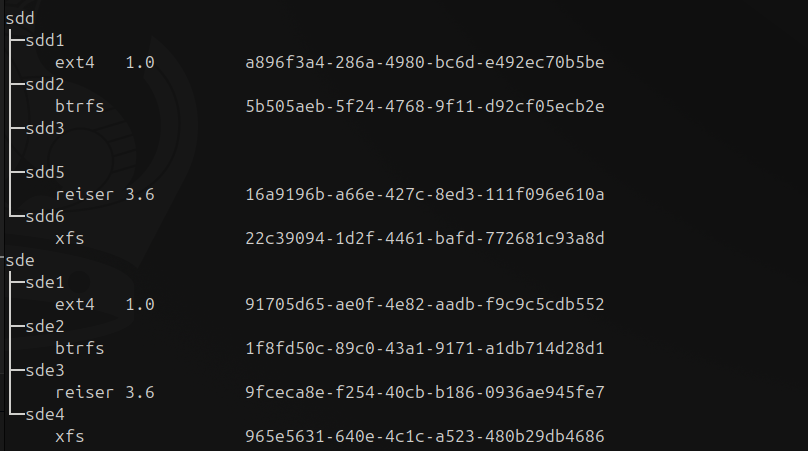 sdd
├─sdd1
     ext4   1.0         a896f3a4-286a-4980-bc6d-e492ec70b5be
├─sdd2
     btrfs              5b505aeb-5f24-4768-9f11-d92cf05ecb2e
├─sdd3
├─sdd5
     reiser 3.6         16a9196b-a66e-427c-8ed3-111f096e610a
└─sdd6
     xfs                22c39094-1d2f-4461-bafd-772681c93a8d
sde
├─sde1
     ext4   1.0         91705d65-ae0f-4e82-aadb-f9c9c5cdb552
├─sde2
     btrfs              1f8fd50c-89c0-43a1-9171-a1db714d28d1
├─sde3
     reiser 3.6         9fceca8e-f254-40cb-b186-0936ae945fe7
└─sde4
     xfs                965e5631-640e-4c1c-a523-480b29db4686